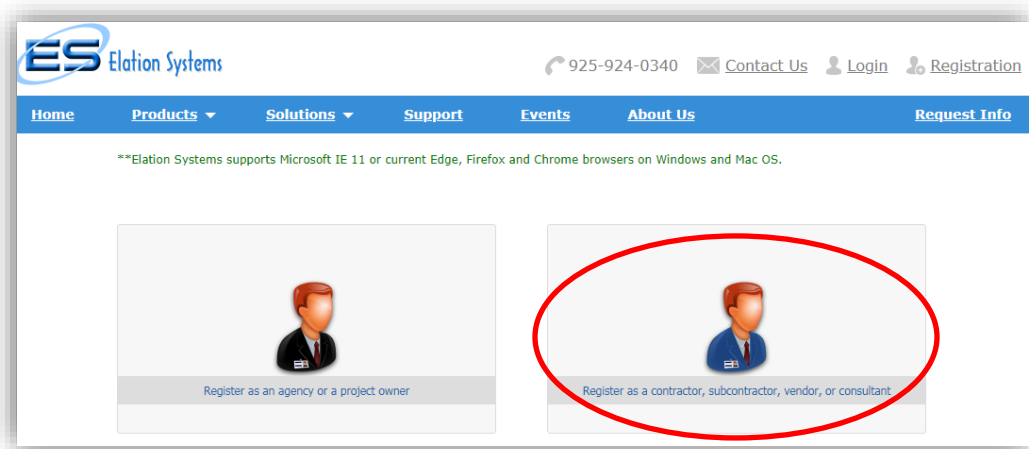 ES Elation Systems
925-924-0340 Contact Us Login Registration
Home Products Solutions Support Events About Us Request Info
**Elation Systems supports Microsoft IE 11 or current Edge, Firefox and Chrome browsers on Windows and Mac OS.
Register as an agency or a project owner
Register as a contractor, subcontractor, vendor, or consultant